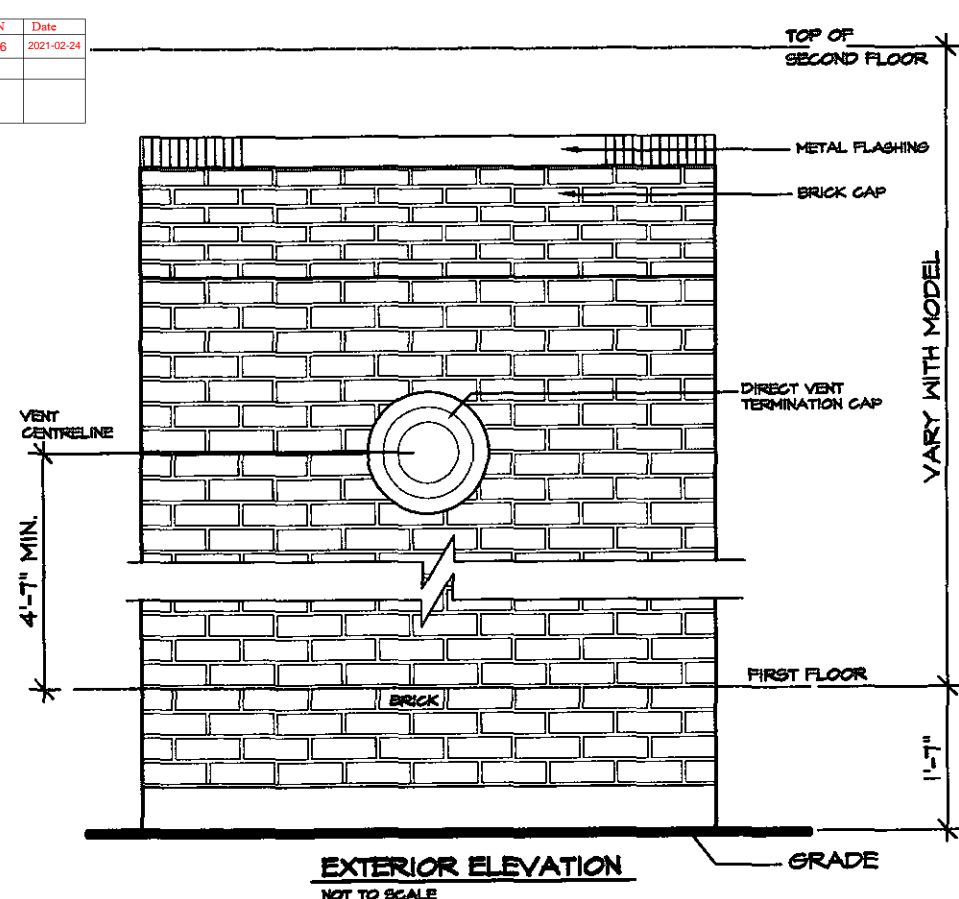 N Date
6 2021-02-24
TOP OF
SECOND FLOOR
METAL FLASHING
BRICK CAP
VARY WITH MODEL
DIRECT VENT
TERMINATION CAP
VENT
CENTRELINE
4'-7" MIN.
FIRST FLOOR
BRICK
1'-7"
GRADE
EXTERIOR ELEVATION
NOT TO SCALE